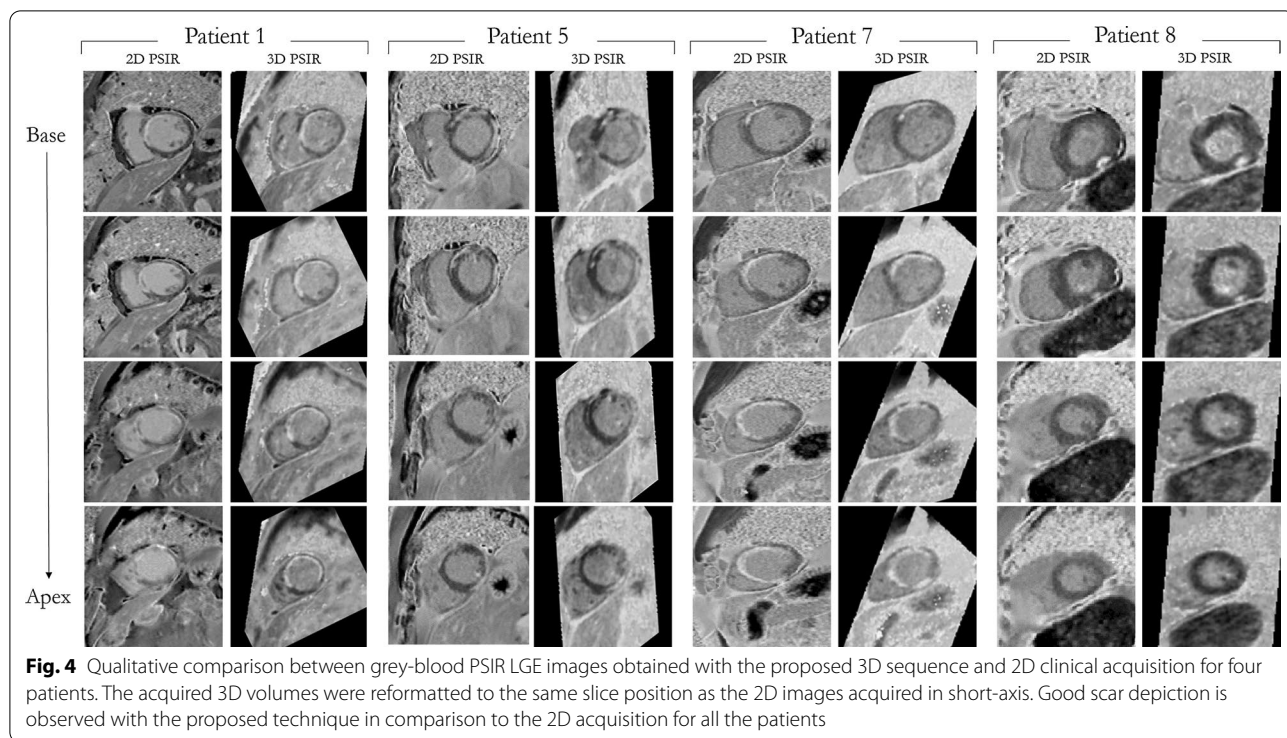 Patient 1 Patient 5 Patient 7 Patient 8
2D PSIR 3D PSIR 2D PSIR 3D PSIR 2D PSIR 3D PSIR 2D PSIR 3D PSIR
Base
Apex
Fig. 4 Qualitative comparison between grey-blood PSIR LGE images obtained with the proposed 3D sequence and 2D clinical acquisition for four
patients. The acquired 3D volumes were reformatted to the same slice position as the 2D images acquired in short-axis. Good scar depiction is
observed with the proposed technique in comparison to the 2D acquisition for all the patients